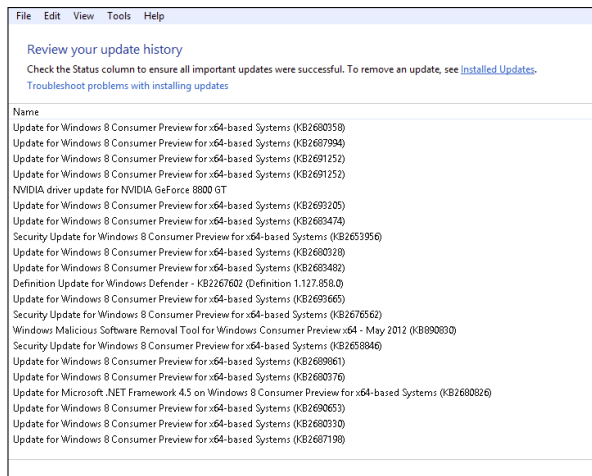 File Edit View Tools Help
Review your update history
Check the Status column to ensure all important updates were successful. To remove an update, see Installed Updates.
Troubleshoot problems with installing updates
Name
Update for Windows 8 Consumer Preview for x64-based Systems (KB2680358)
Update for Windows 8 Consumer Preview for x64-based Systems (KB2687994)
Update for Windows 8 Consumer Preview for x64-based Systems (KB2691252)
Update for Windows 8 Consumer Preview for x64-based Systems (KB2691252)
NVIDIA driver update for NVIDIA GeForce 8800 GT
Update for Windows 8 Consumer Preview for x64-based Systems (KB2693205)
Update for Windows 8 Consumer Preview for x64-based Systems (KB2683474)
Security Update for Windows 8 Consumer Preview for x64-based Systems (KB2653956)
Update for Windows 8 Consumer Preview for x64-based Systems (KB2680328)
Update for Windows 8 Consumer Preview for x64-based Systems (KB2683482)
Definition Update for Windows Defender - KB2267602 (Definition 1.127.858.0)
Update for Windows 8 Consumer Preview for x64-based Systems (KB2693665)
Security Update for Windows 8 Consumer Preview for x64-based Systems (KB2676562)
Windows Malicious Software Removal Tool for Windows Consumer Preview x64 - May 2012 (KB890830)
Security Update for Windows 8 Consumer Preview for x64-based Systems (KB2658846)
Update for Windows 8 Consumer Preview for x64-based Systems (KB2689861)
Update for Windows 8 Consumer Preview for x64-based Systems (KB2680376)
Update for Microsoft .NET Framework 4.5 on Windows 8 Consumer Preview for x64-based Systems (KB2680826)
Update for Windows 8 Consumer Preview for x64-based Systems (KB2690653)
Update for Windows 8 Consumer Preview for x64-based Systems (KB2680330)
Update for Windows 8 Consumer Preview for x64-based Systems (KB2687198)